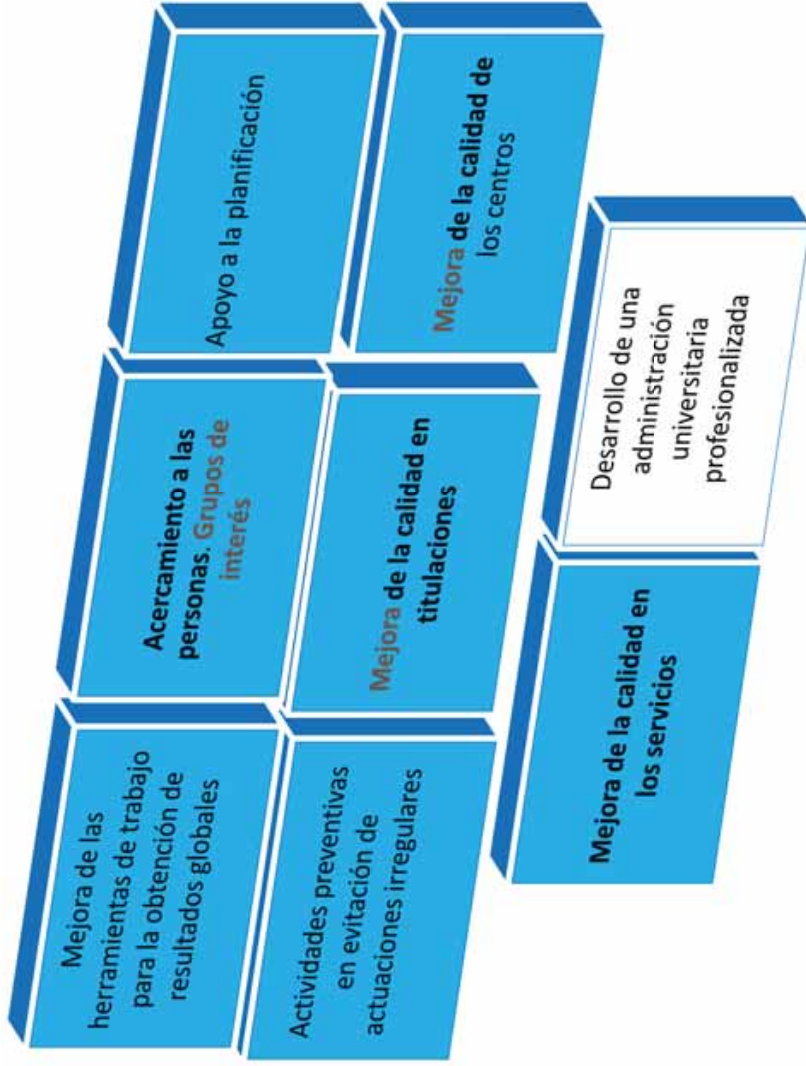 Mejora de las
herramientas de trabajo
para la obtención de
resultados globales
Acercamiento a las
personas. Grupos de
interés
Apoyo a la planificación
Actividades preventivas
en evitación de
actuaciones irregulares
Mejora de la calidad en
titulaciones
Mejora de la calidad de
los centros
Mejora de la calidad en
los servicios
Desarrollo de una
administración
universitaria
profesionalizada